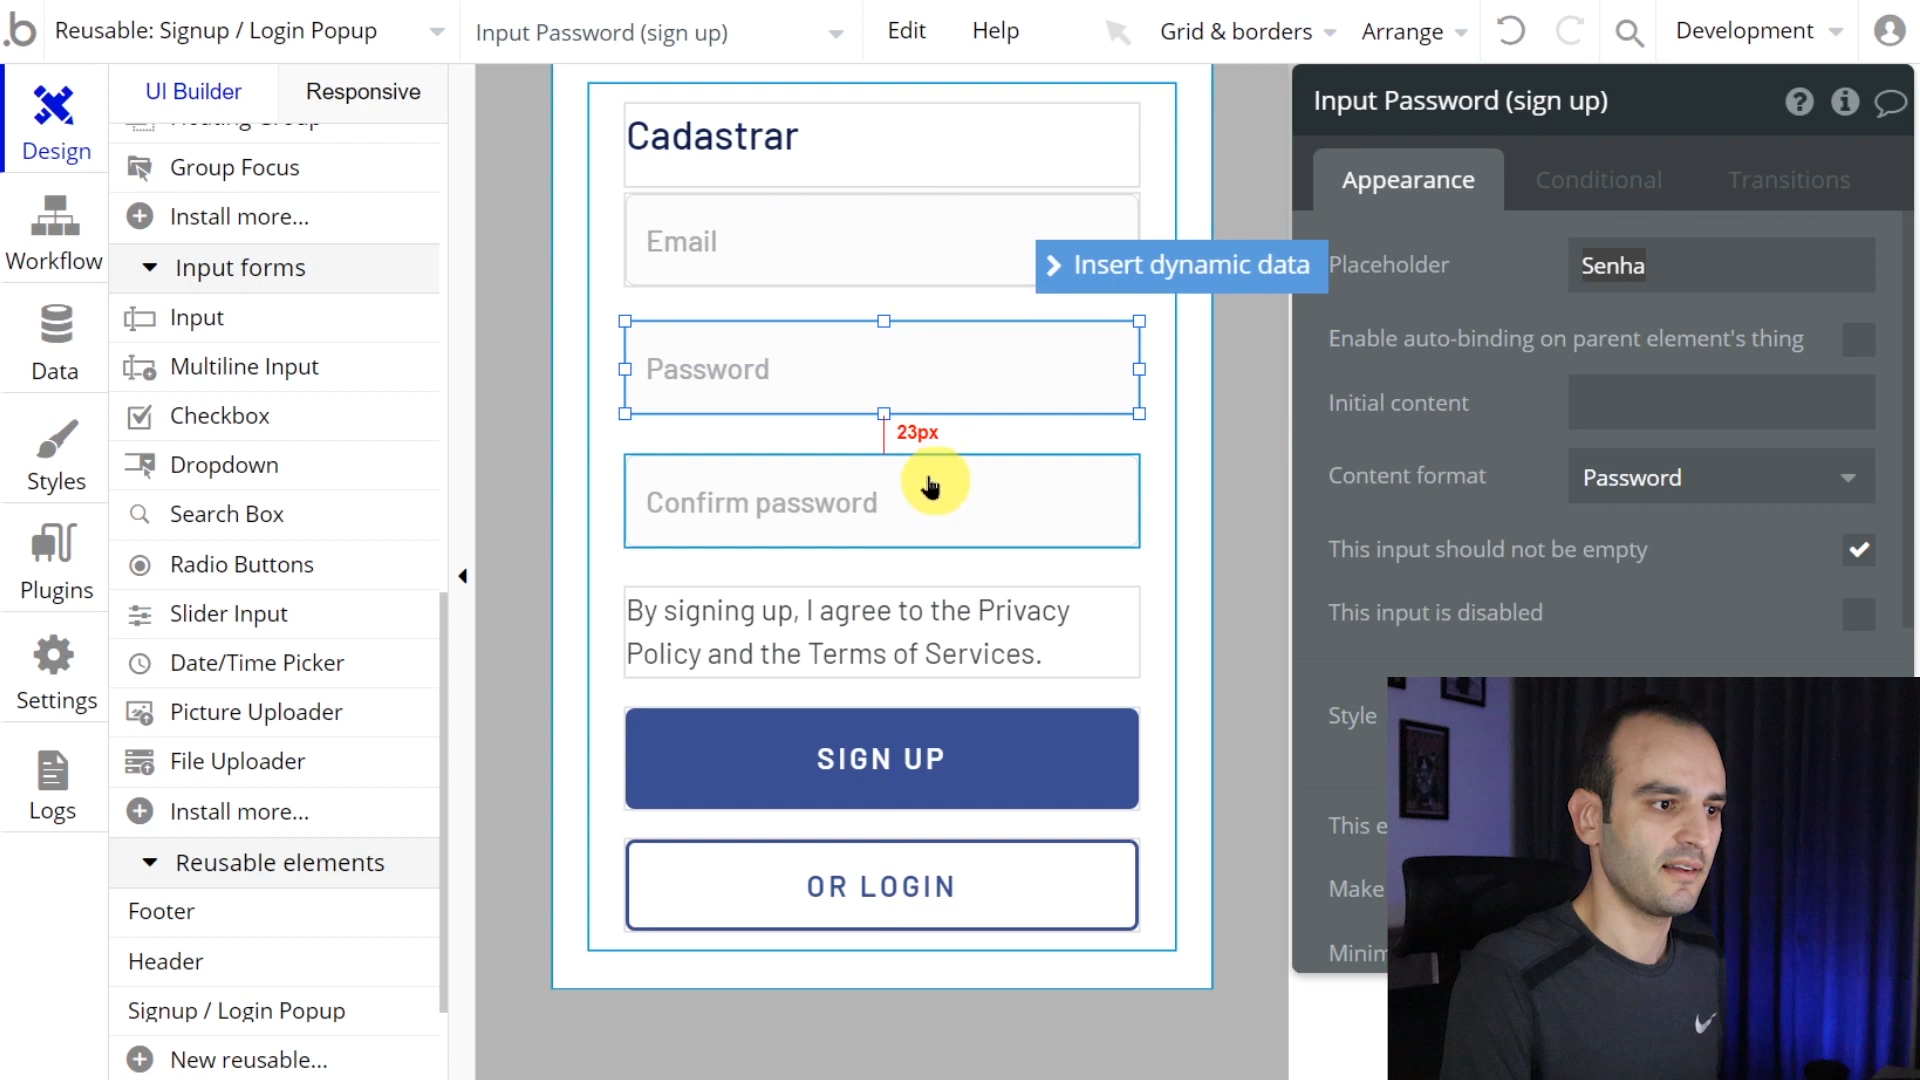 .b
Reusable: Signup / Login Popup
Input Password (sign up)
Edit
Help
Grid & borders
Arrange
Development
Design
Workflow
Data
Styles
Plugins
Settings
Logs
UI Builder
Responsive
Floating Group
Group Focus
Install more...
Input forms
Input
Multiline Input
Checkbox
Dropdown
Search Box
Radio Buttons
Slider Input
Date/Time Picker
Picture Uploader
File Uploader
Install more...
Reusable elements
Footer
Header
Signup / Login Popup
New reusable...
Cadastrar
Email
Password
23px
Confirm password
By signing up, I agree to the Privacy
Policy and the Terms of Services.
SIGN UP
OR LOGIN
Input Password (sign up)
Appearance
Conditional
Transitions
Insert dynamic data
Placeholder
Senha
Enable auto-binding on parent element's thing
Initial content
Content format
Password
This input should not be empty
This input is disabled
Style
This e
Make
Minim